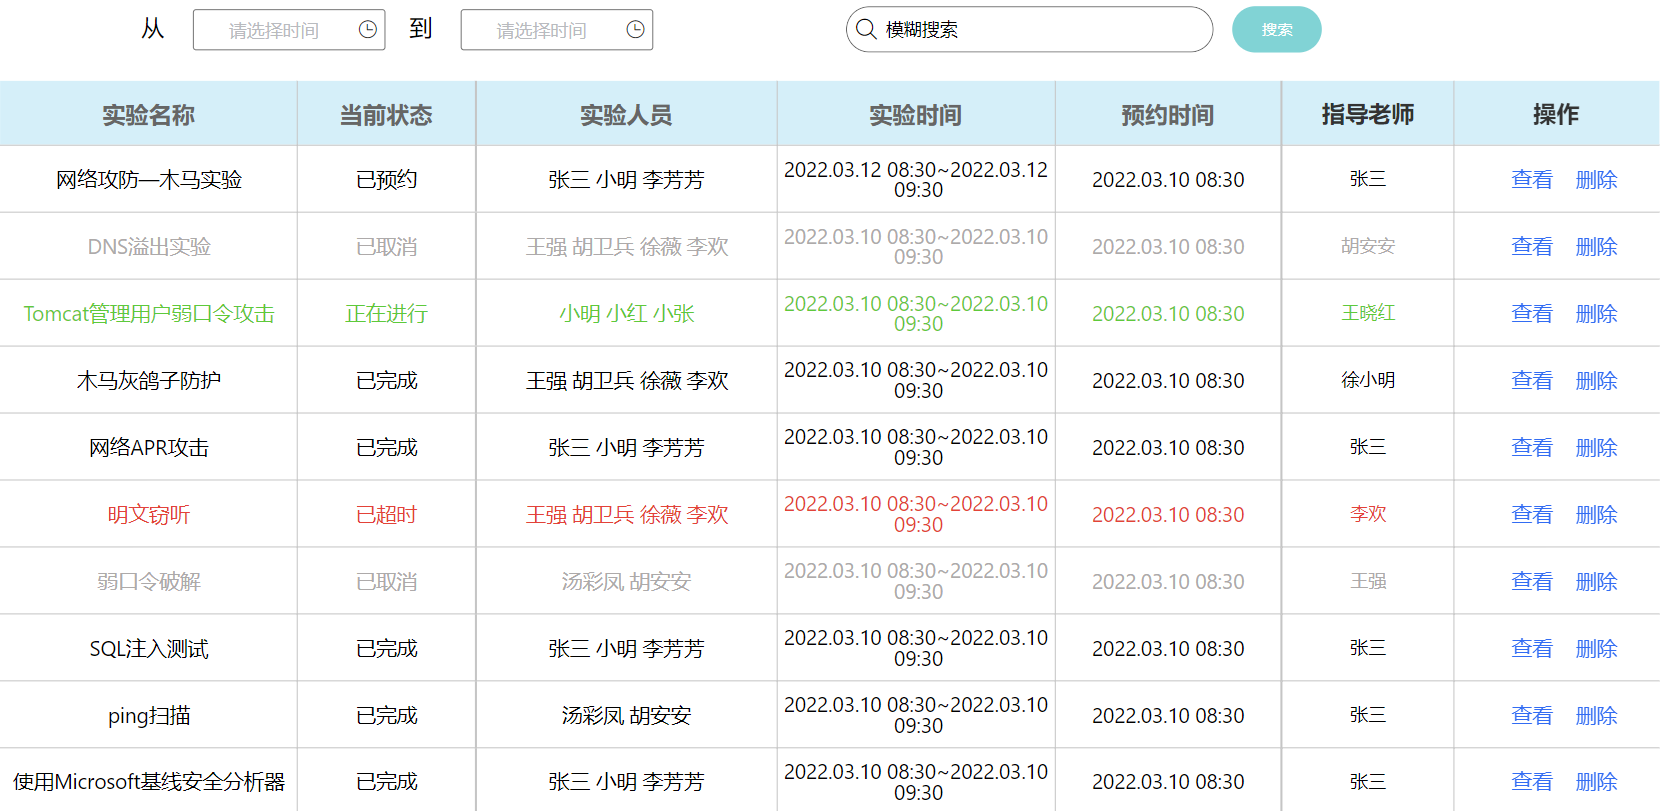 从 请选择时间 到 请选择时间 模糊搜索 搜索
实验名称 当前状态 实验人员 实验时间 预约时间 指导老师 操作
网络攻防—木马实验 已预约 张三 小明 李芳芳 2022.03.12 08:30~2022.03.12 2022.03.10 08:30 张三 查看 删除
09:30
DNS溢出实验 已取消 王强 胡卫兵 徐薇 李欢 2022.03.10 08:30~2022.03.10 2022.03.10 08:30 胡安安 查看 删除
09:30
Tomcat管理用户弱口令攻击 正在进行 小明 小红 小张 2022.03.10 08:30~2022.03.10 2022.03.10 08:30 王晓红 查看 删除
09:30
木马灰鸽子防护 已完成 王强 胡卫兵 徐薇 李欢 2022.03.10 08:30~2022.03.10 2022.03.10 08:30 徐小明 查看 删除
09:30
网络APR攻击 已完成 张三 小明 李芳芳 2022.03.10 08:30~2022.03.10 2022.03.10 08:30 张三 查看 删除
09:30
明文窃听 已超时 王强 胡卫兵 徐薇 李欢 2022.03.10 08:30~2022.03.10 2022.03.10 08:30 李欢 查看 删除
09:30
弱口令破解 已取消 汤彩凤 胡安安 2022.03.10 08:30~2022.03.10 2022.03.10 08:30 王强 查看 删除
09:30
SQL注入测试 已完成 张三 小明 李芳芳 2022.03.10 08:30~2022.03.10 2022.03.10 08:30 张三 查看 删除
09:30
ping扫描 已完成 汤彩凤 胡安安 2022.03.10 08:30~2022.03.10 2022.03.10 08:30 张三 查看 删除
09:30
使用Microsoft基线安全分析器 已完成 张三 小明 李芳芳 2022.03.10 08:30~2022.03.10 2022.03.10 08:30 张三 查看 删除
09:30